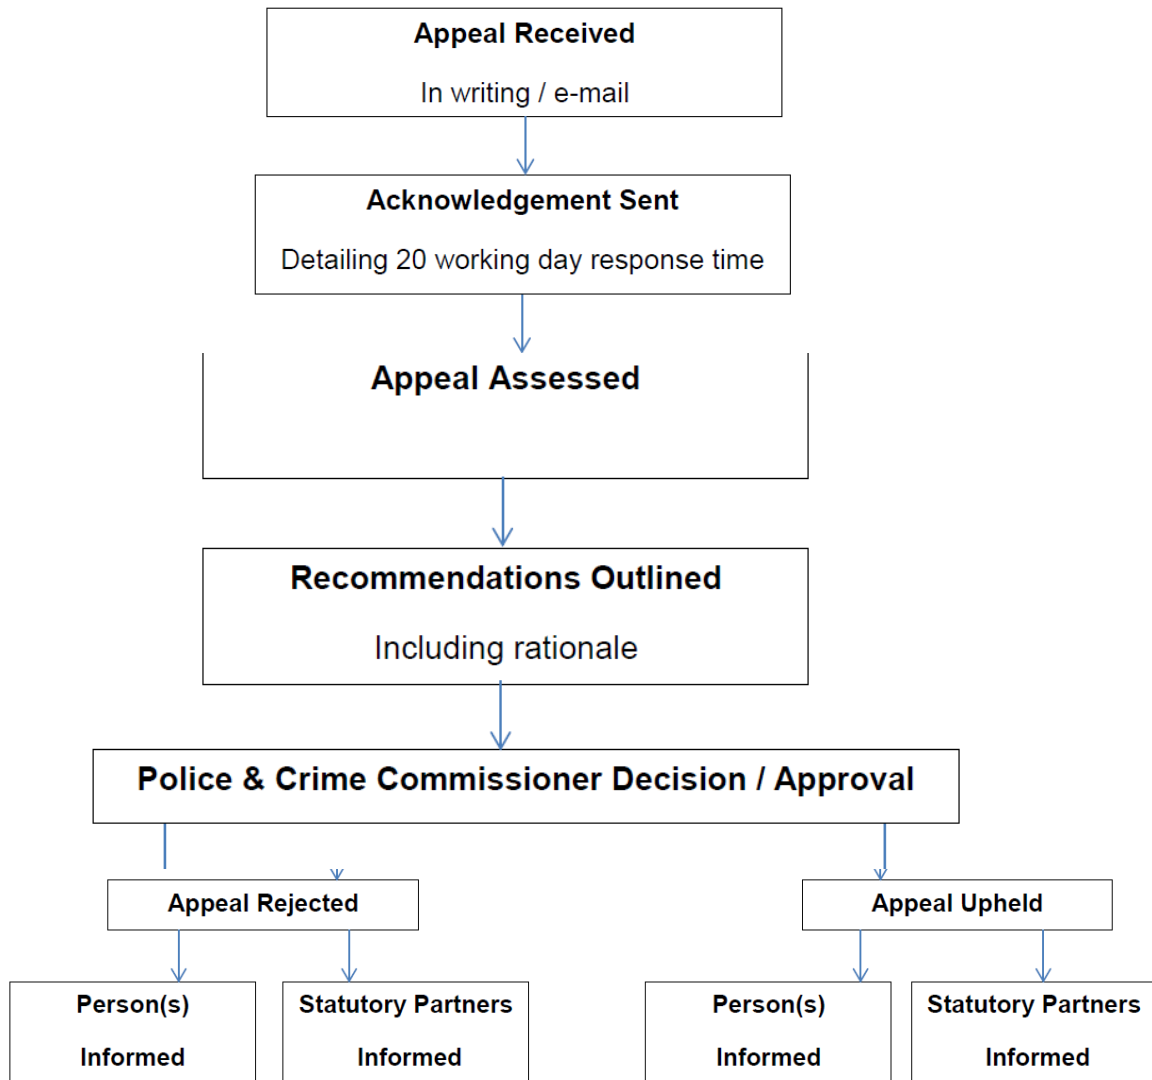 Appeal Received
In writing / e-mail
Acknowledgement Sent
Detailing 20 working day response time
Appeal Assessed
Recommendations Outlined
Including rationale
Police & Crime Commissioner Decision / Approval
Appeal Rejected
Appeal Upheld
Person(s)
Informed
Statutory Partners
Informed
Person(s)
Informed
Statutory Partners
Informed